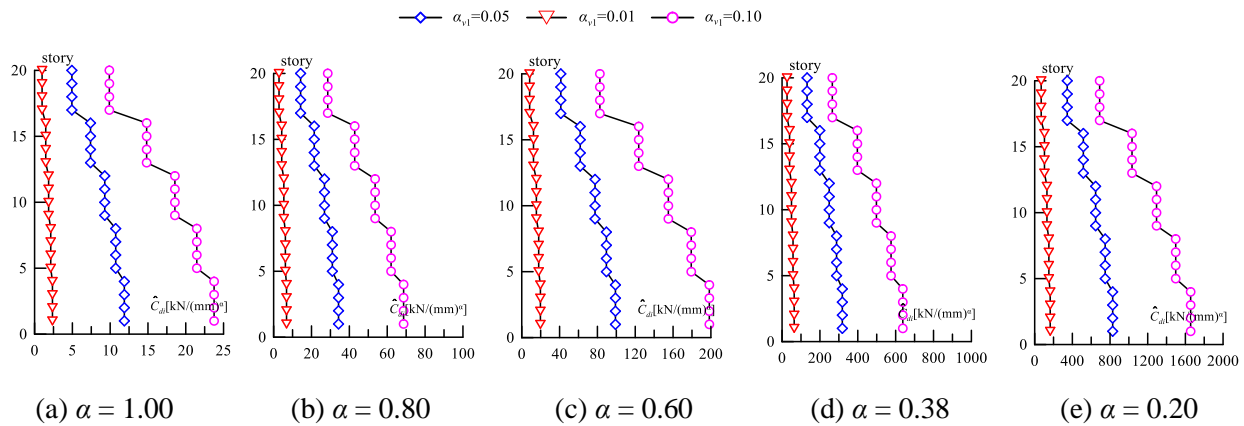 α_v1=0.05 α_v1=0.01 α_v1=0.10
story story story story story
20 20 20 20 20
15 15 15 15 15
10 10 10 10 10
5 5 5 5 5
Ĉ_di[kN/(mm)^α] Ĉ_di[kN/(mm)^α] Ĉ_di[kN/(mm)^α] Ĉ_di[kN/(mm)^α] Ĉ_di[kN/(mm)^α]
0 0 0 0 0
0 5 10 15 20 25 0 20 40 60 80 100 0 40 80 120 160 200 0 200 400 600 800 1000 0 400 800 1200 1600 2000
(a) α = 1.00 (b) α = 0.80 (c) α = 0.60 (d) α = 0.38 (e) α = 0.20